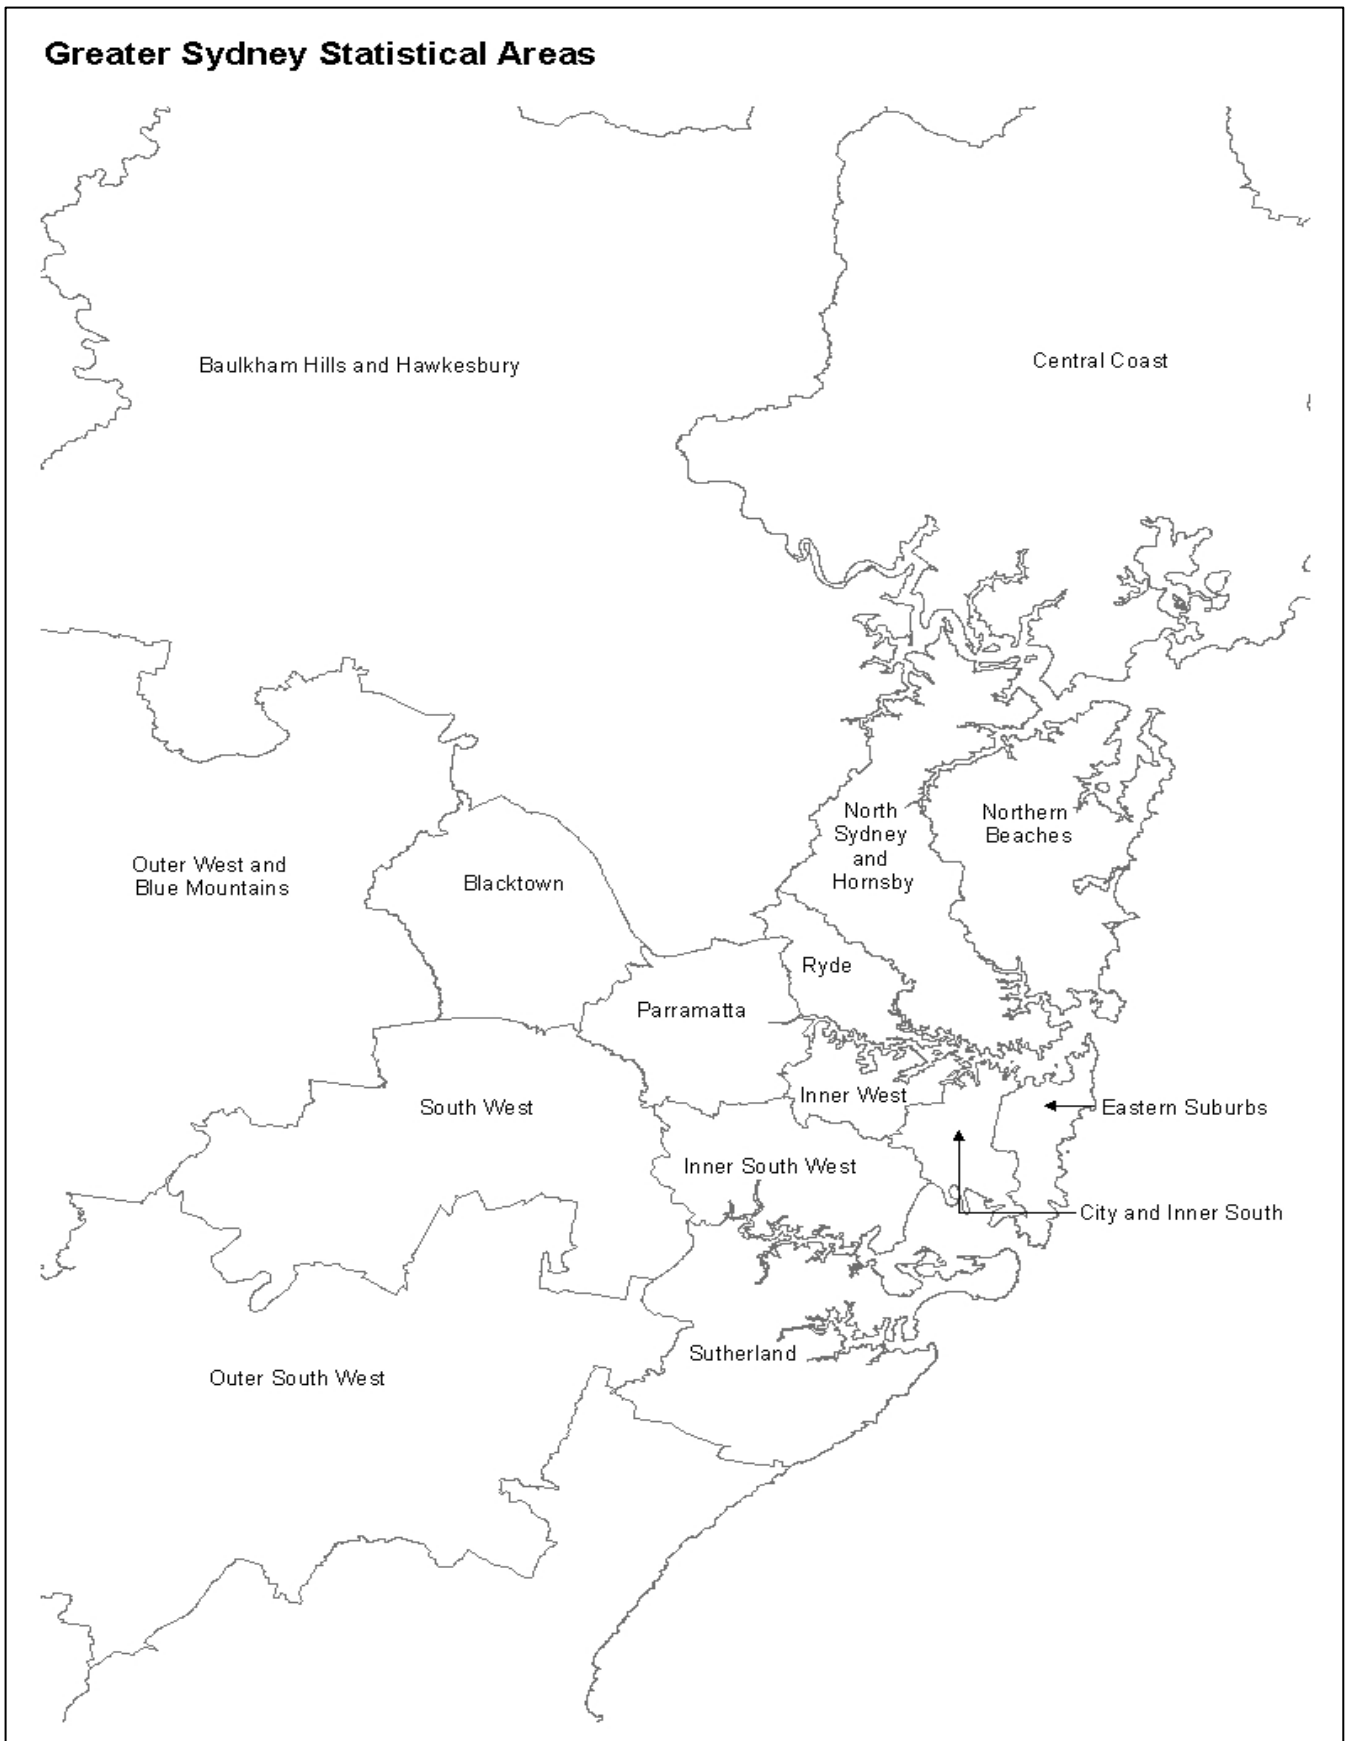 Greater Sydney Statistical Areas
Baulkham Hills and Hawkesbury
Central Coast
North
Sydney
and
Hornsby
Northern
Beaches
Outer West and
Blue Mountains
Blacktown
Ryde
Parramatta
Inner West
South West
Eastern Suburbs
Inner South West
City and Inner South
Sutherland
Outer South West